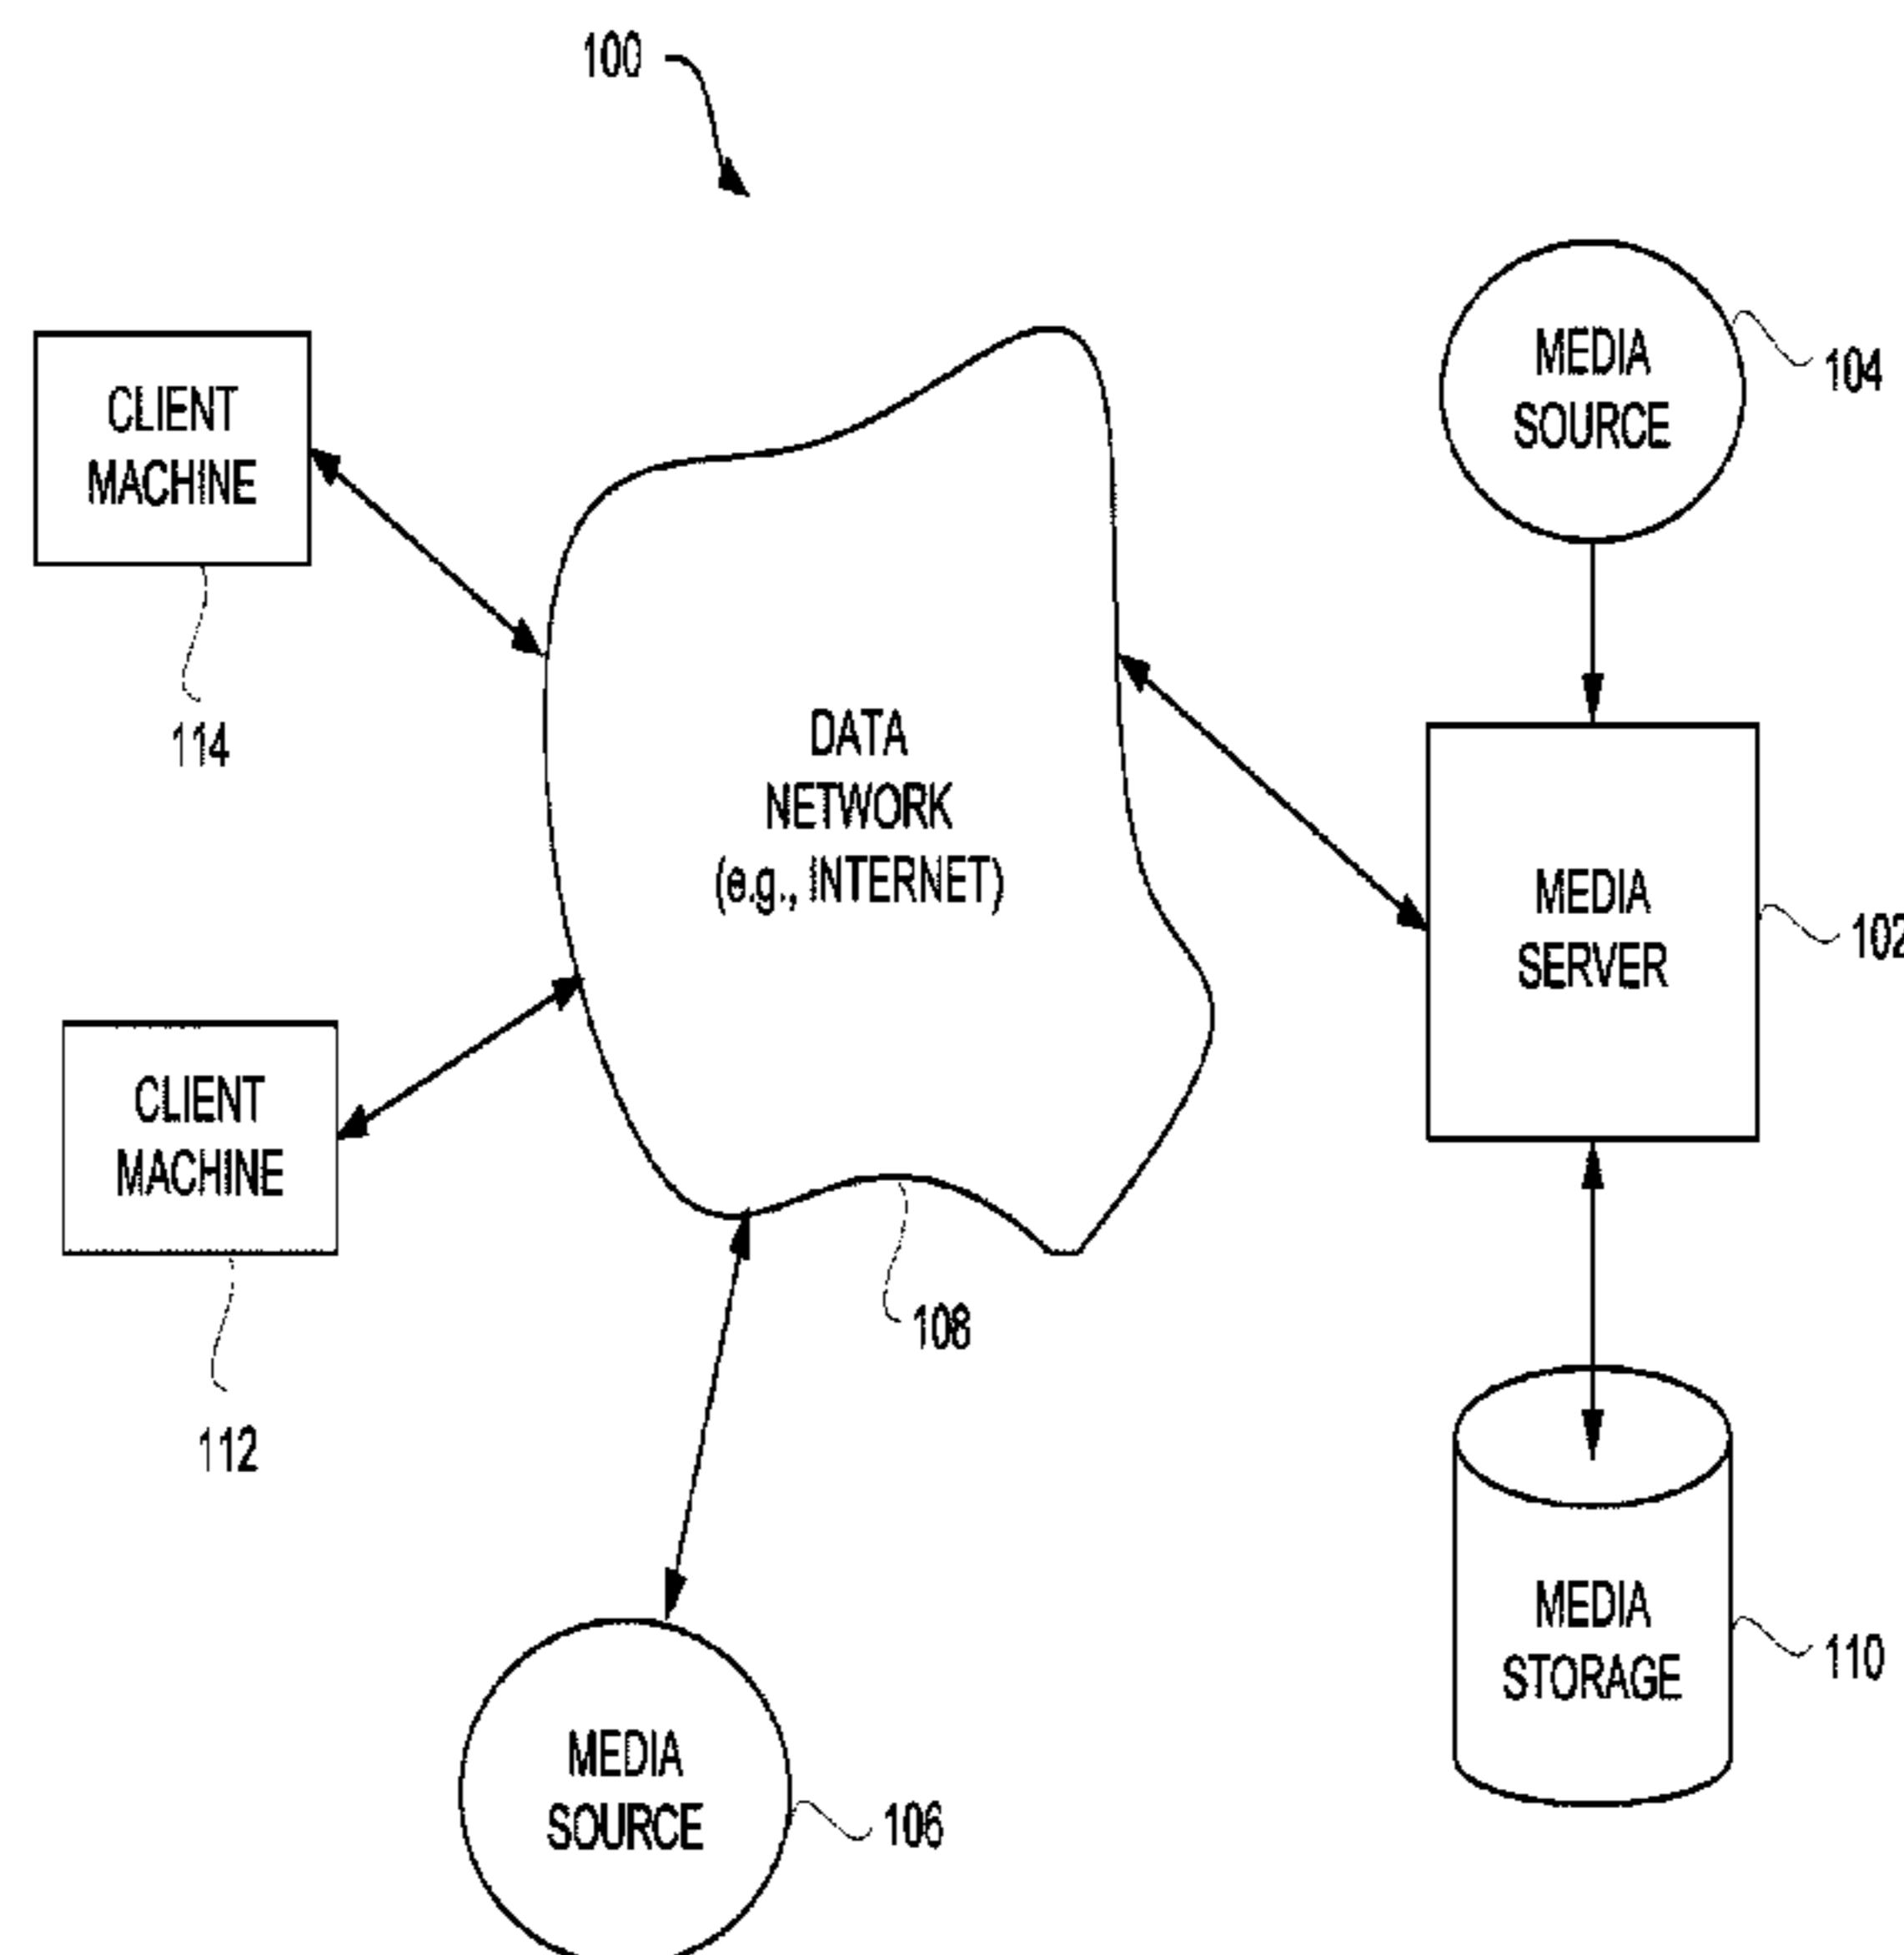 100
MEDIA
SOURCE
104
CLIENT
MACHINE
114
DATA
NETWORK
(e.g., INTERNET)
MEDIA
SERVER
102
CLIENT
MACHINE
112
108
MEDIA
STORAGE
110
MEDIA
SOURCE
106